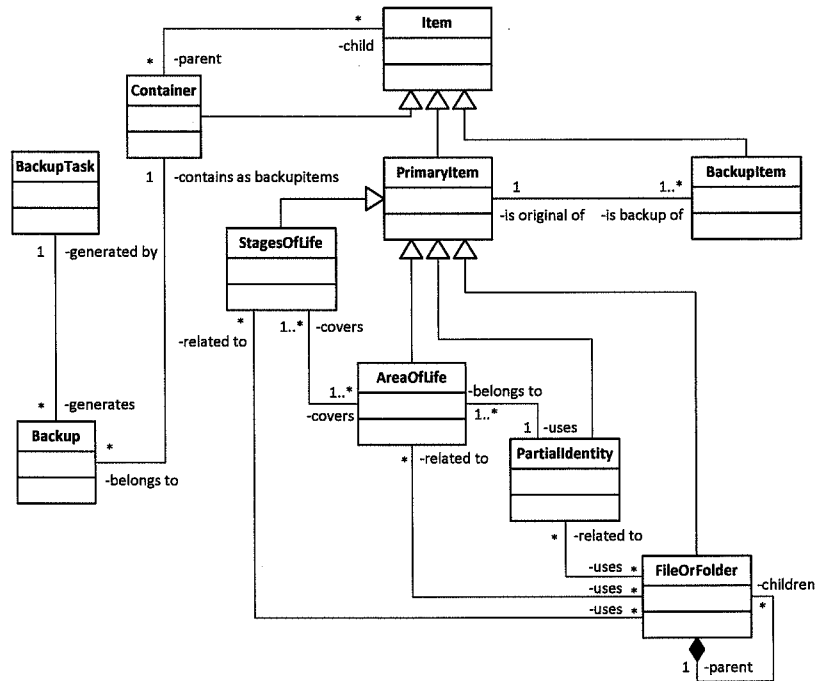 Item
*
-child
*
-parent
Container
BackupTask
1
-contains as backupitems
PrimaryItem
1
1..*
BackupItem
-is original of
-is backup of
StagesOfLife
1
-generated by
*
-related to
1..*
-covers
AreaOfLife
1..*
-covers
-belongs to
1..*
1
-uses
*
-generates
Backup
*
-belongs to
*
-related to
PartialIdentity
*
-related to
-uses *
-uses *
-uses *
FileOrFolder
-children
*
1
-parent